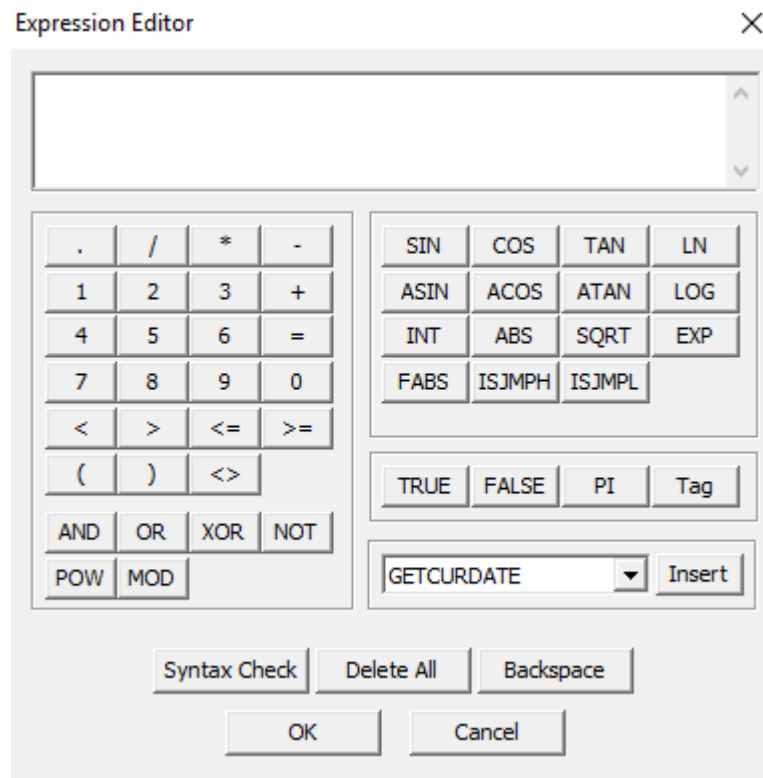 Expression Editor
. / * -
1 2 3 +
4 5 6 =
7 8 9 0
< > <= >=
( ) <>
AND OR XOR NOT
POW MOD
SIN COS TAN LN
ASIN ACOS ATAN LOG
INT ABS SQRT EXP
FABS ISJMPH ISJMPL
TRUE FALSE PI Tag
GETCURDATE Insert
Syntax Check Delete All Backspace
OK Cancel